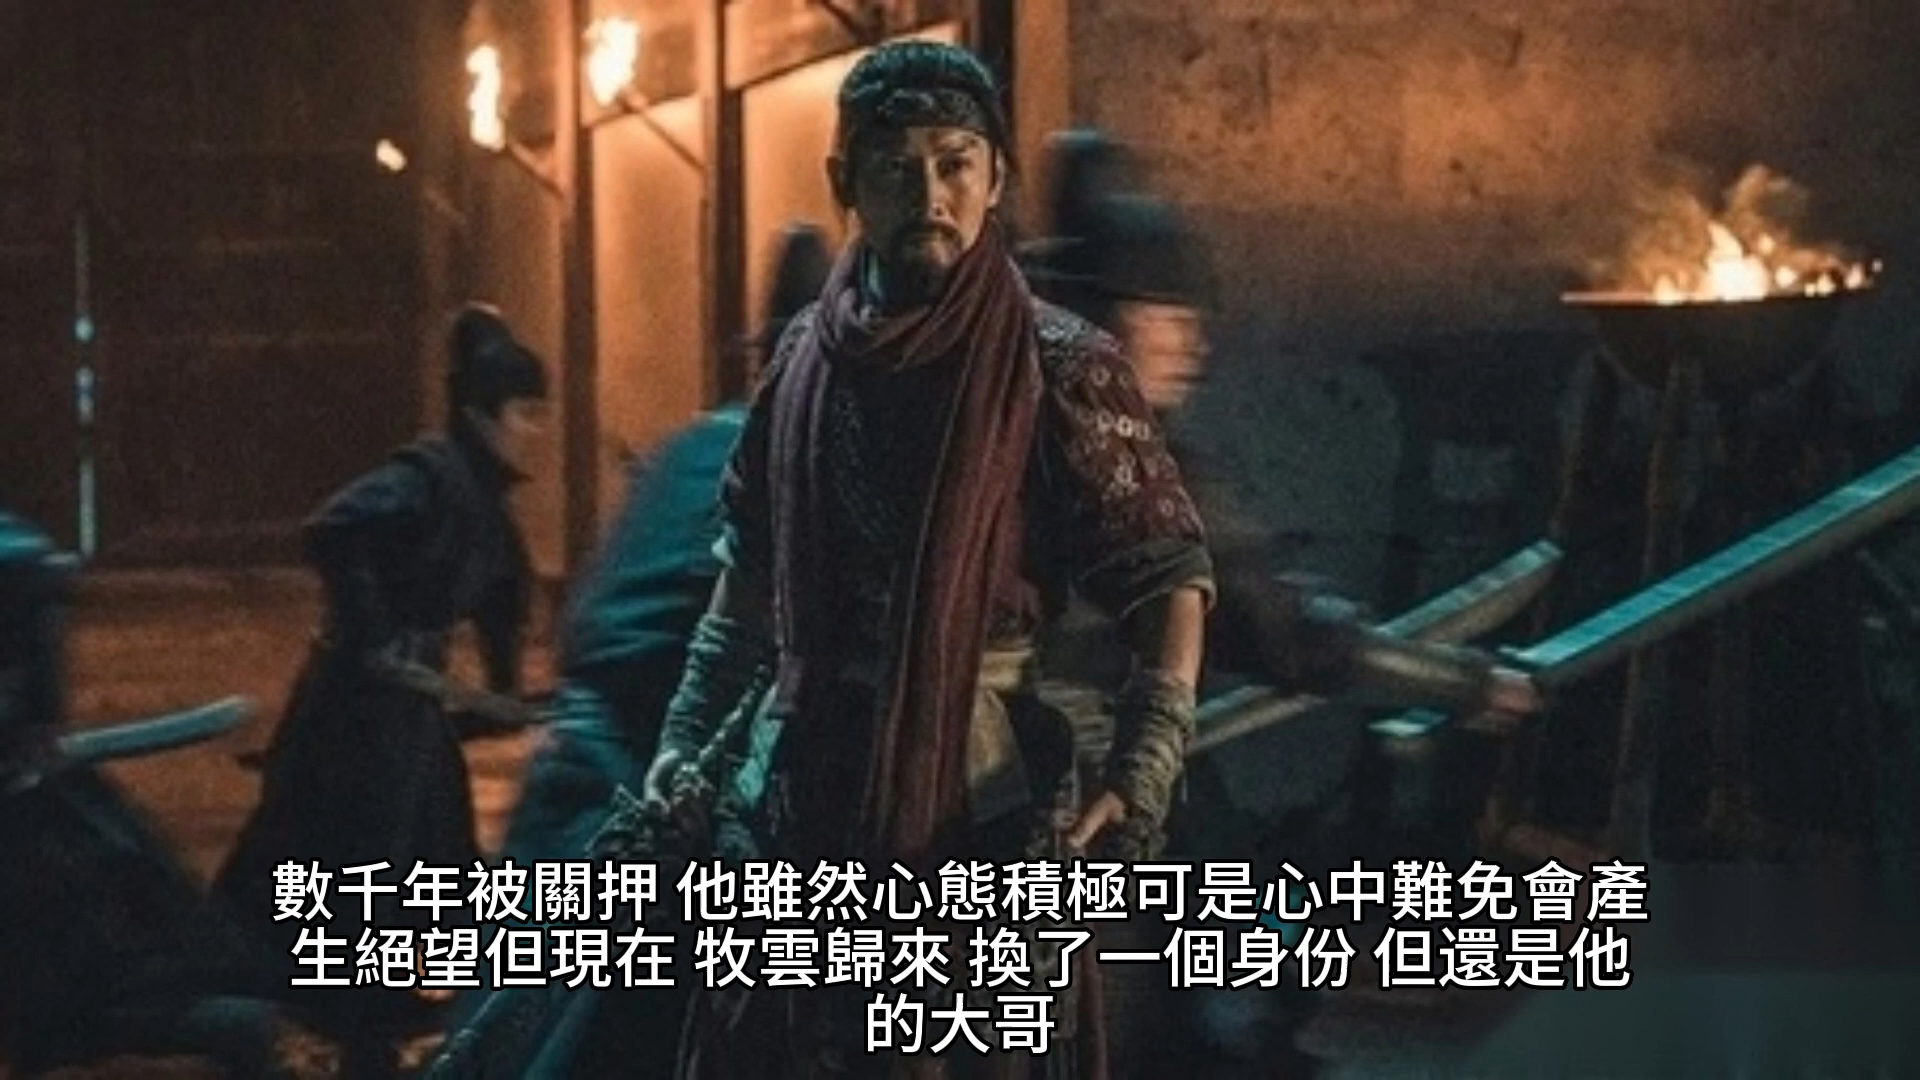 數千年被關押 他雖然心態積極可是心中難免會產
生絕望但現在 牧雲歸來 換了一個身份 但還是他
的大哥